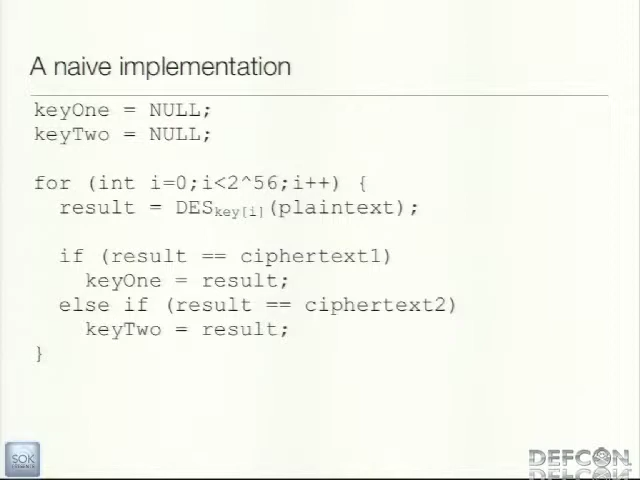 A naive implementation
keyOne = NULL;
keyTwo = NULL;
for (int i=0;i<2^56;i++) {
result = DESkey[i](plaintext);
if (result == ciphertext1)
keyOne = result;
else if (result == ciphertext2)
keyTwo = result;
}
SOK
DEFCON